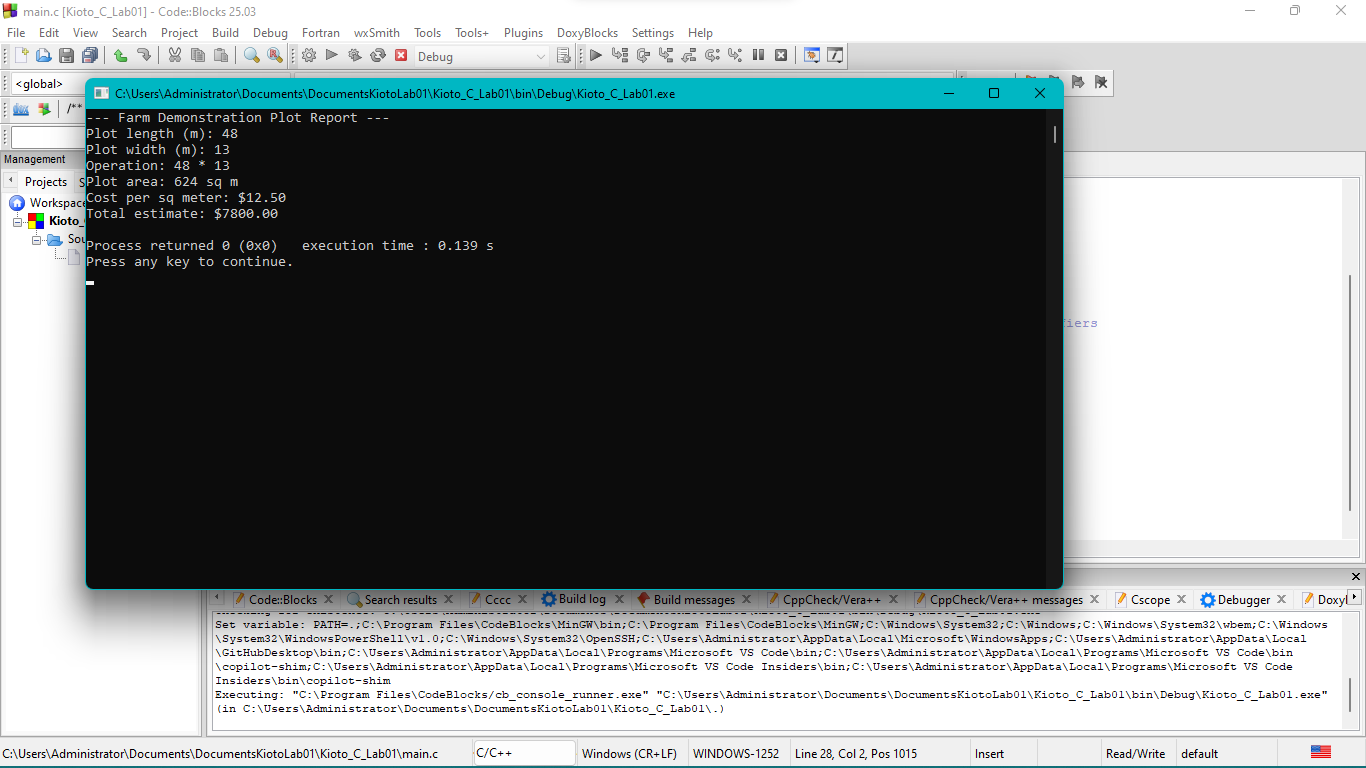 main.c [Kioto_C_Lab01] - Code::Blocks 25.03
File Edit View Search Project Build Debug Fortran wxSmith Tools Tools+ Plugins DoxyBlocks Settings Help
Debug
<global>
/**
C:\Users\Administrator\Documents\DocumentsKiotoLab01\Kioto_C_Lab01\bin\Debug\Kioto_C_Lab01.exe
--- Farm Demonstration Plot Report ---
Plot length (m): 48
Plot width (m): 13
Operation: 48 * 13
Plot area: 624 sq m
Cost per sq meter: $12.50
Total estimate: $7800.00
Process returned 0 (0x0)   execution time : 0.139 s
Press any key to continue.
Management
Projects S
Workspace
Kioto_
Sou
fiers
Code::Blocks Search results Cccc Build log Build messages CppCheck/Vera++ CppCheck/Vera++ messages Cscope Debugger Doxyl
Set variable: PATH=.;C:\Program Files\CodeBlocks\MinGW\bin;C:\Program Files\CodeBlocks\MinGW;C:\Windows\System32;C:\Windows;C:\Windows\System32\wbem;C:\Windows
\System32\WindowsPowerShell\v1.0;C:\Windows\System32\OpenSSH;C:\Users\Administrator\AppData\Local\Microsoft\WindowsApps;C:\Users\Administrator\AppData\Local
\GitHubDesktop\bin;C:\Users\Administrator\AppData\Local\Programs\Microsoft VS Code\bin;C:\Users\Administrator\AppData\Local\Programs\Microsoft VS Code\bin
\copilot-shim;C:\Users\Administrator\AppData\Local\Programs\Microsoft VS Code Insiders\bin;C:\Users\Administrator\AppData\Local\Programs\Microsoft VS Code
Insiders\bin\copilot-shim
Executing: "C:\Program Files\CodeBlocks/cb_console_runner.exe" "C:\Users\Administrator\Documents\DocumentsKiotoLab01\Kioto_C_Lab01\bin\Debug\Kioto_C_Lab01.exe"
(in C:\Users\Administrator\Documents\DocumentsKiotoLab01\Kioto_C_Lab01\.)
C:\Users\Administrator\Documents\DocumentsKiotoLab01\Kioto_C_Lab01\main.c C/C++ Windows (CR+LF) WINDOWS-1252 Line 28, Col 2, Pos 1015 Insert Read/Write default